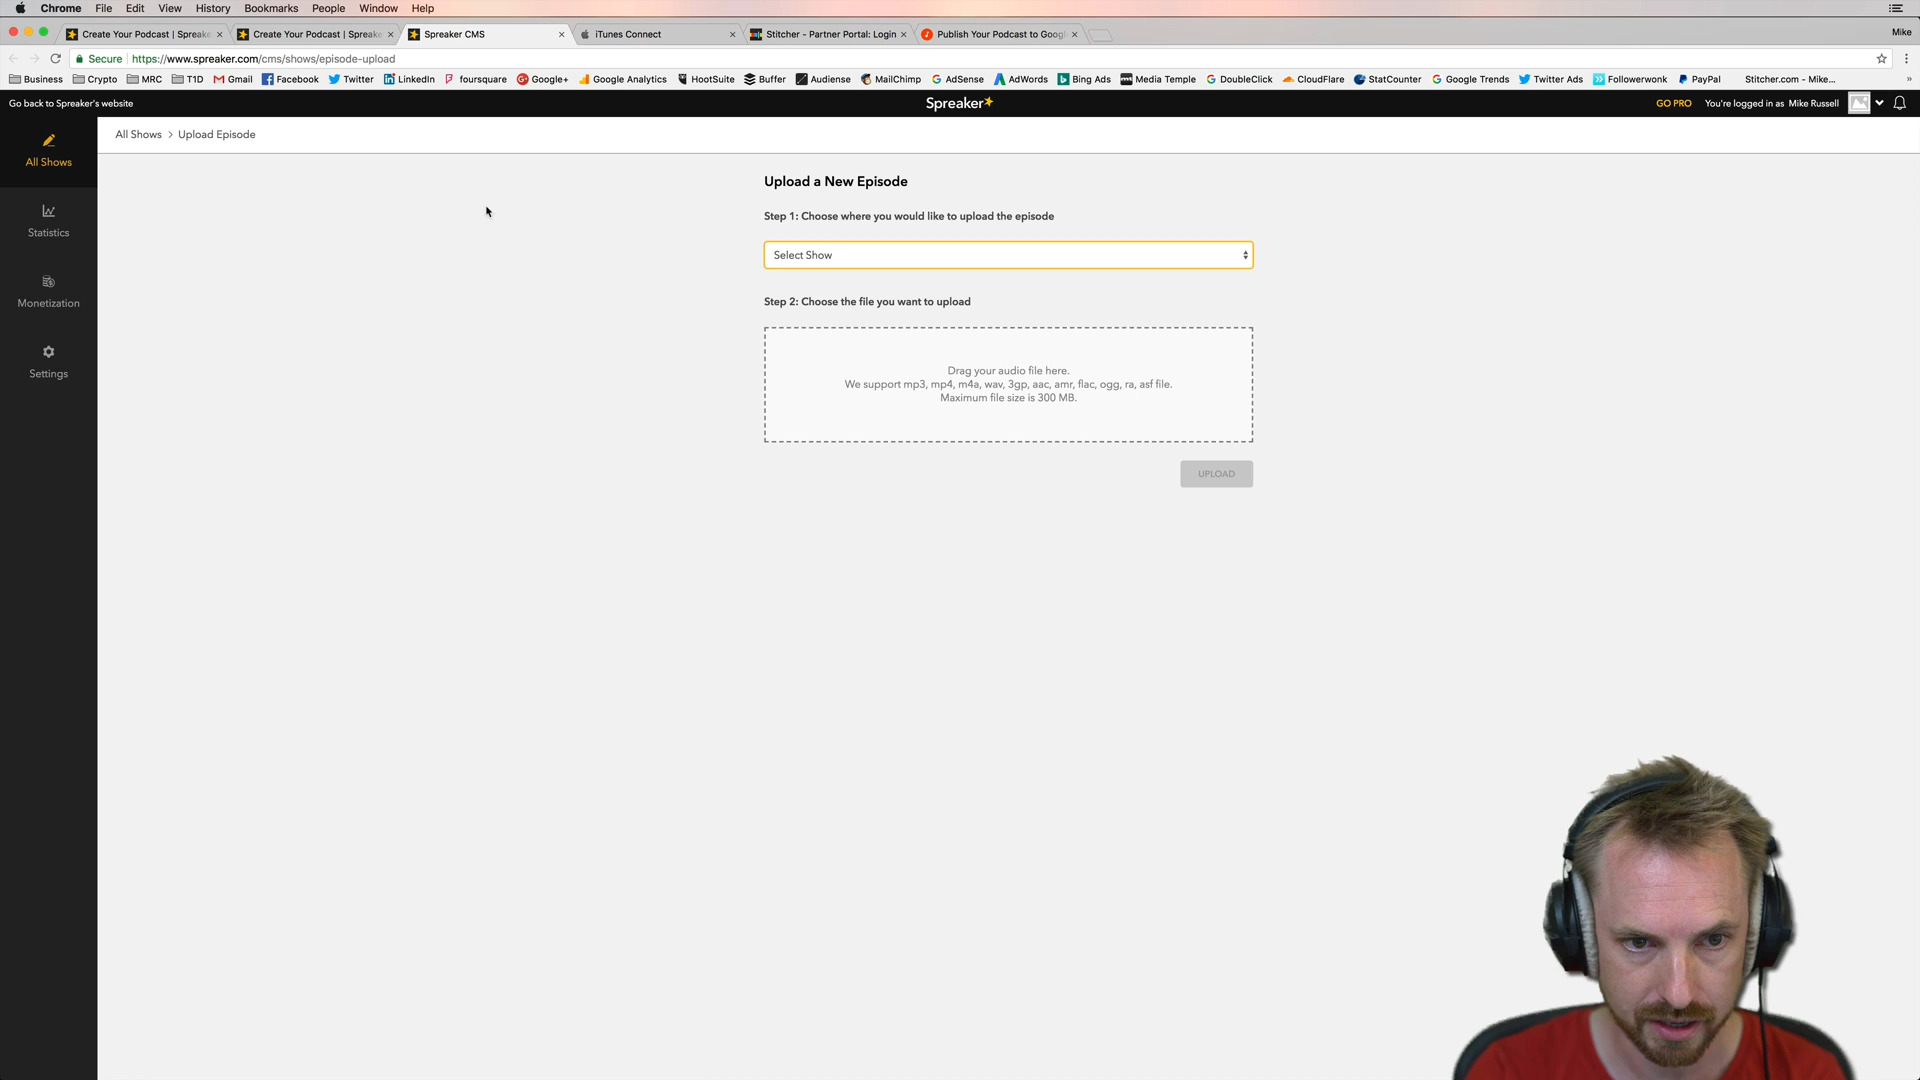 Chrome File Edit View History Bookmarks People Window Help
Create Your Podcast | Spreake Create Your Podcast | Spreake Spreaker CMS iTunes Connect Stitcher - Partner Portal: Login Publish Your Podcast to Goog Mike
Secure https://www.spreaker.com/cms/shows/episode-upload
Business Crypto MRC T1D Gmail Facebook Twitter LinkedIn foursquare Google+ Google Analytics HootSuite Buffer Audiense MailChimp AdSense AdWords Bing Ads Media Temple DoubleClick CloudFlare StatCounter Google Trends Twitter Ads Followerwonk PayPal Stitcher.com - Mike... »
Go back to Spreaker's website Spreaker GO PRO You're logged in as Mike Russell
All Shows > Upload Episode
All Shows
Statistics
Monetization
Settings
Upload a New Episode
Step 1: Choose where you would like to upload the episode
Select Show
Step 2: Choose the file you want to upload
Drag your audio file here.
We support mp3, mp4, m4a, wav, 3gp, aac, amr, flac, ogg, ra, asf file.
Maximum file size is 300 MB.
UPLOAD